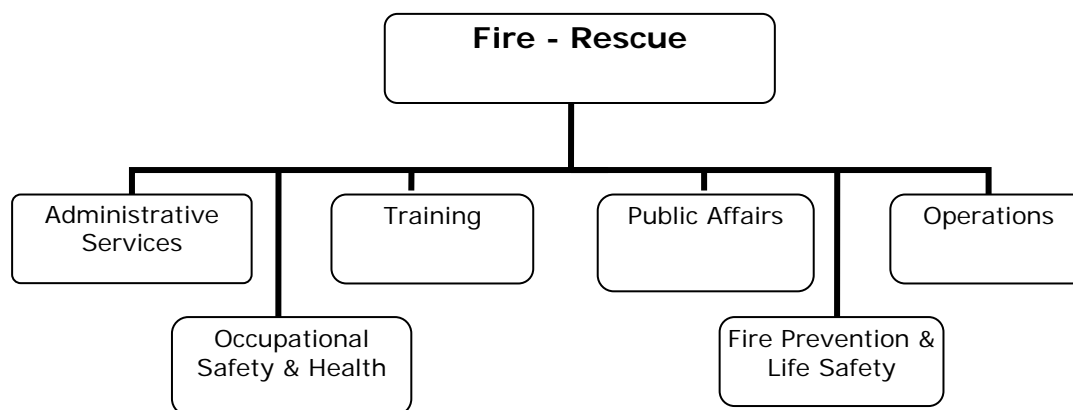 Fire - Rescue
Administrative
Services
Training
Public Affairs
Operations
Occupational
Safety & Health
Fire Prevention &
Life Safety